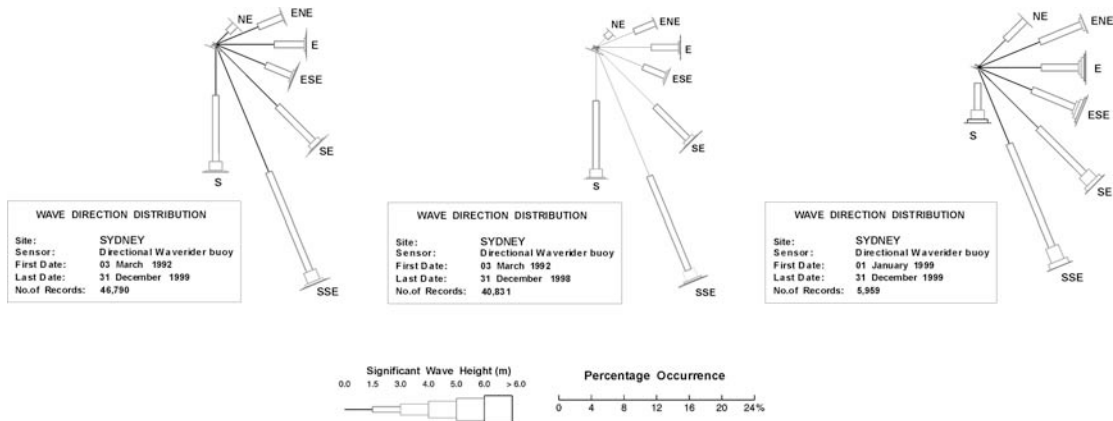 NE
ENE
E
ESE
SE
S
SSE
WAVE DIRECTION DISTRIBUTION
Site: SYDNEY
Sensor: Directional Waverider buoy
First Date: 03 March 1992
Last Date: 31 December 1999
No.of Records: 46,790
NE
ENE
E
ESE
SE
S
SSE
WAVE DIRECTION DISTRIBUTION
Site: SYDNEY
Sensor: Directional Waverider buoy
First Date: 03 March 1992
Last Date: 31 December 1998
No.of Records: 40,831
NE
ENE
E
ESE
S
SE
SSE
WAVE DIRECTION DISTRIBUTION
Site: SYDNEY
Sensor: Directional Waverider buoy
First Date: 01 January 1999
Last Date: 31 December 1999
No.of Records: 5,959
Significant Wave Height (m)
0.0 1.5 3.0 4.0 5.0 6.0 > 6.0
Percentage Occurrence
0 4 8 12 16 20 24%